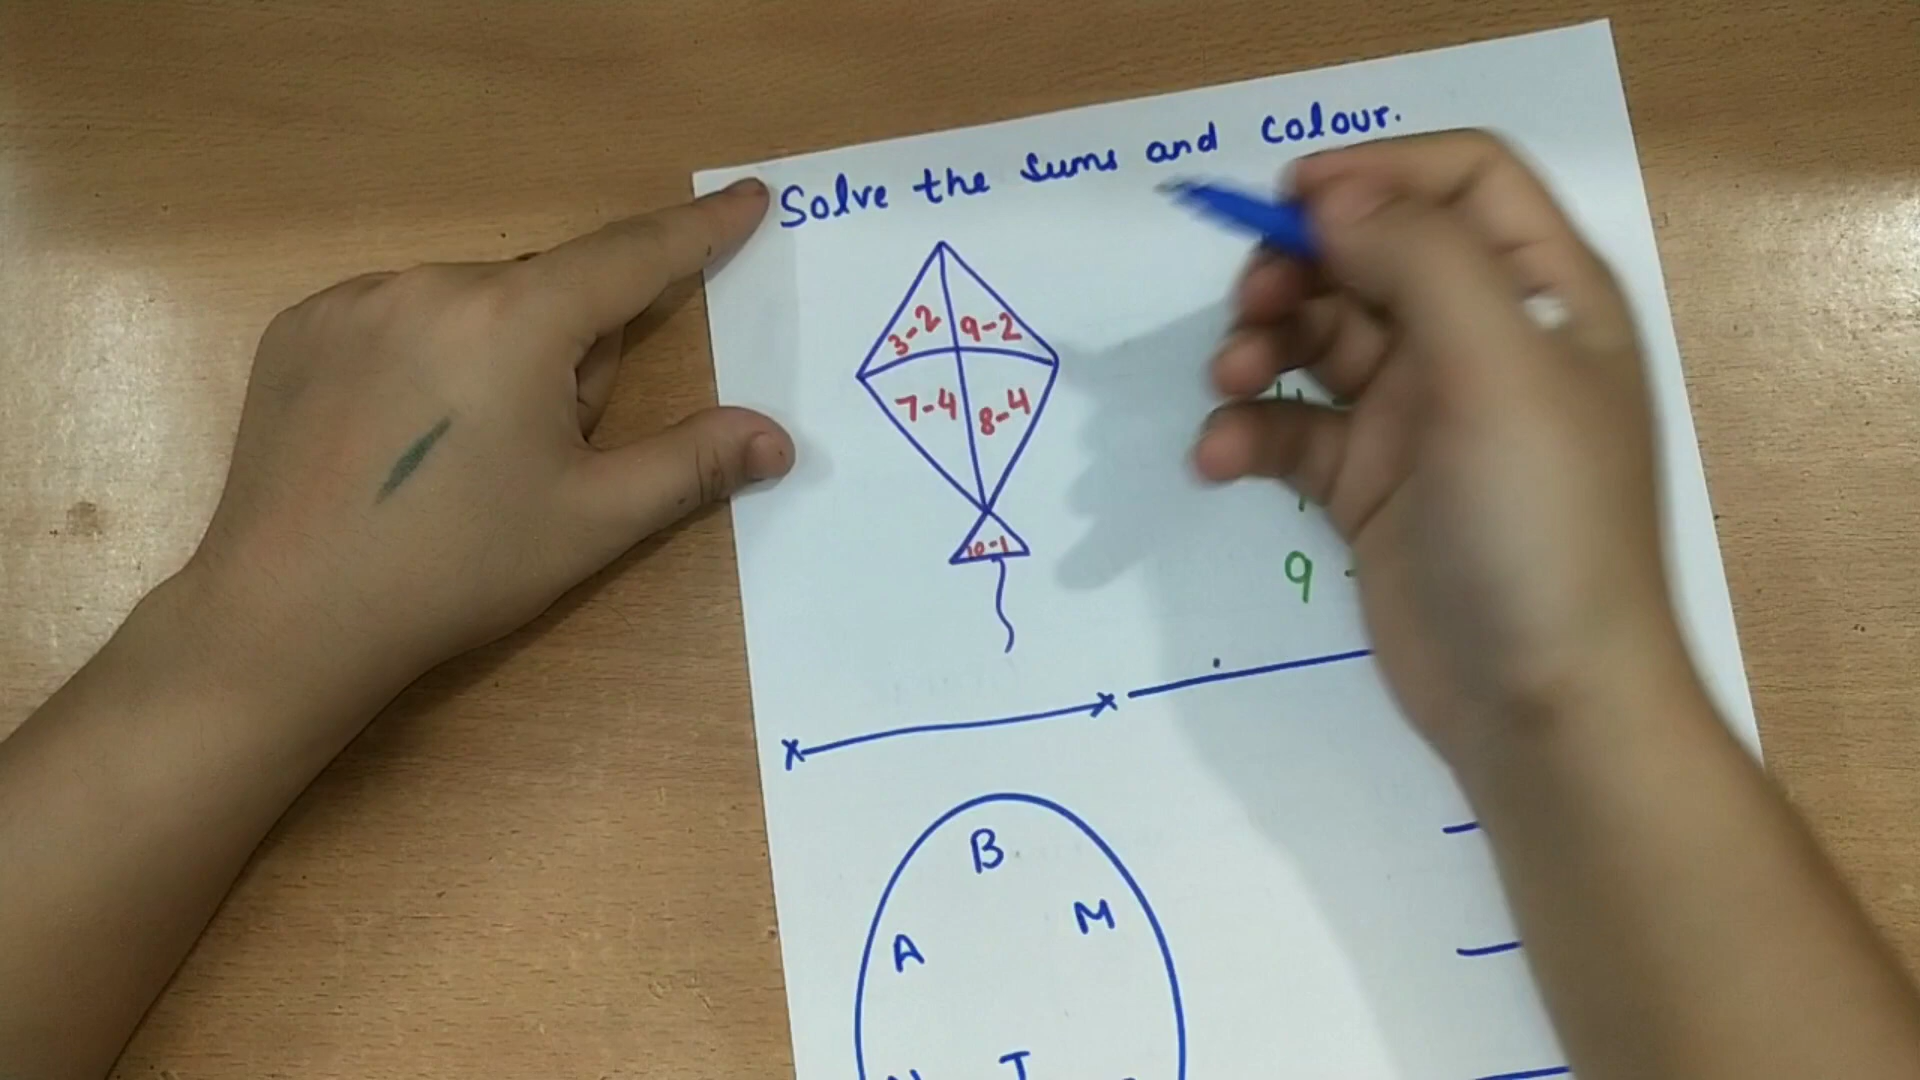 Solve the sums and colour.
3-2 9-2
7-4 8-4
10-1
9 -
B
M
A
T